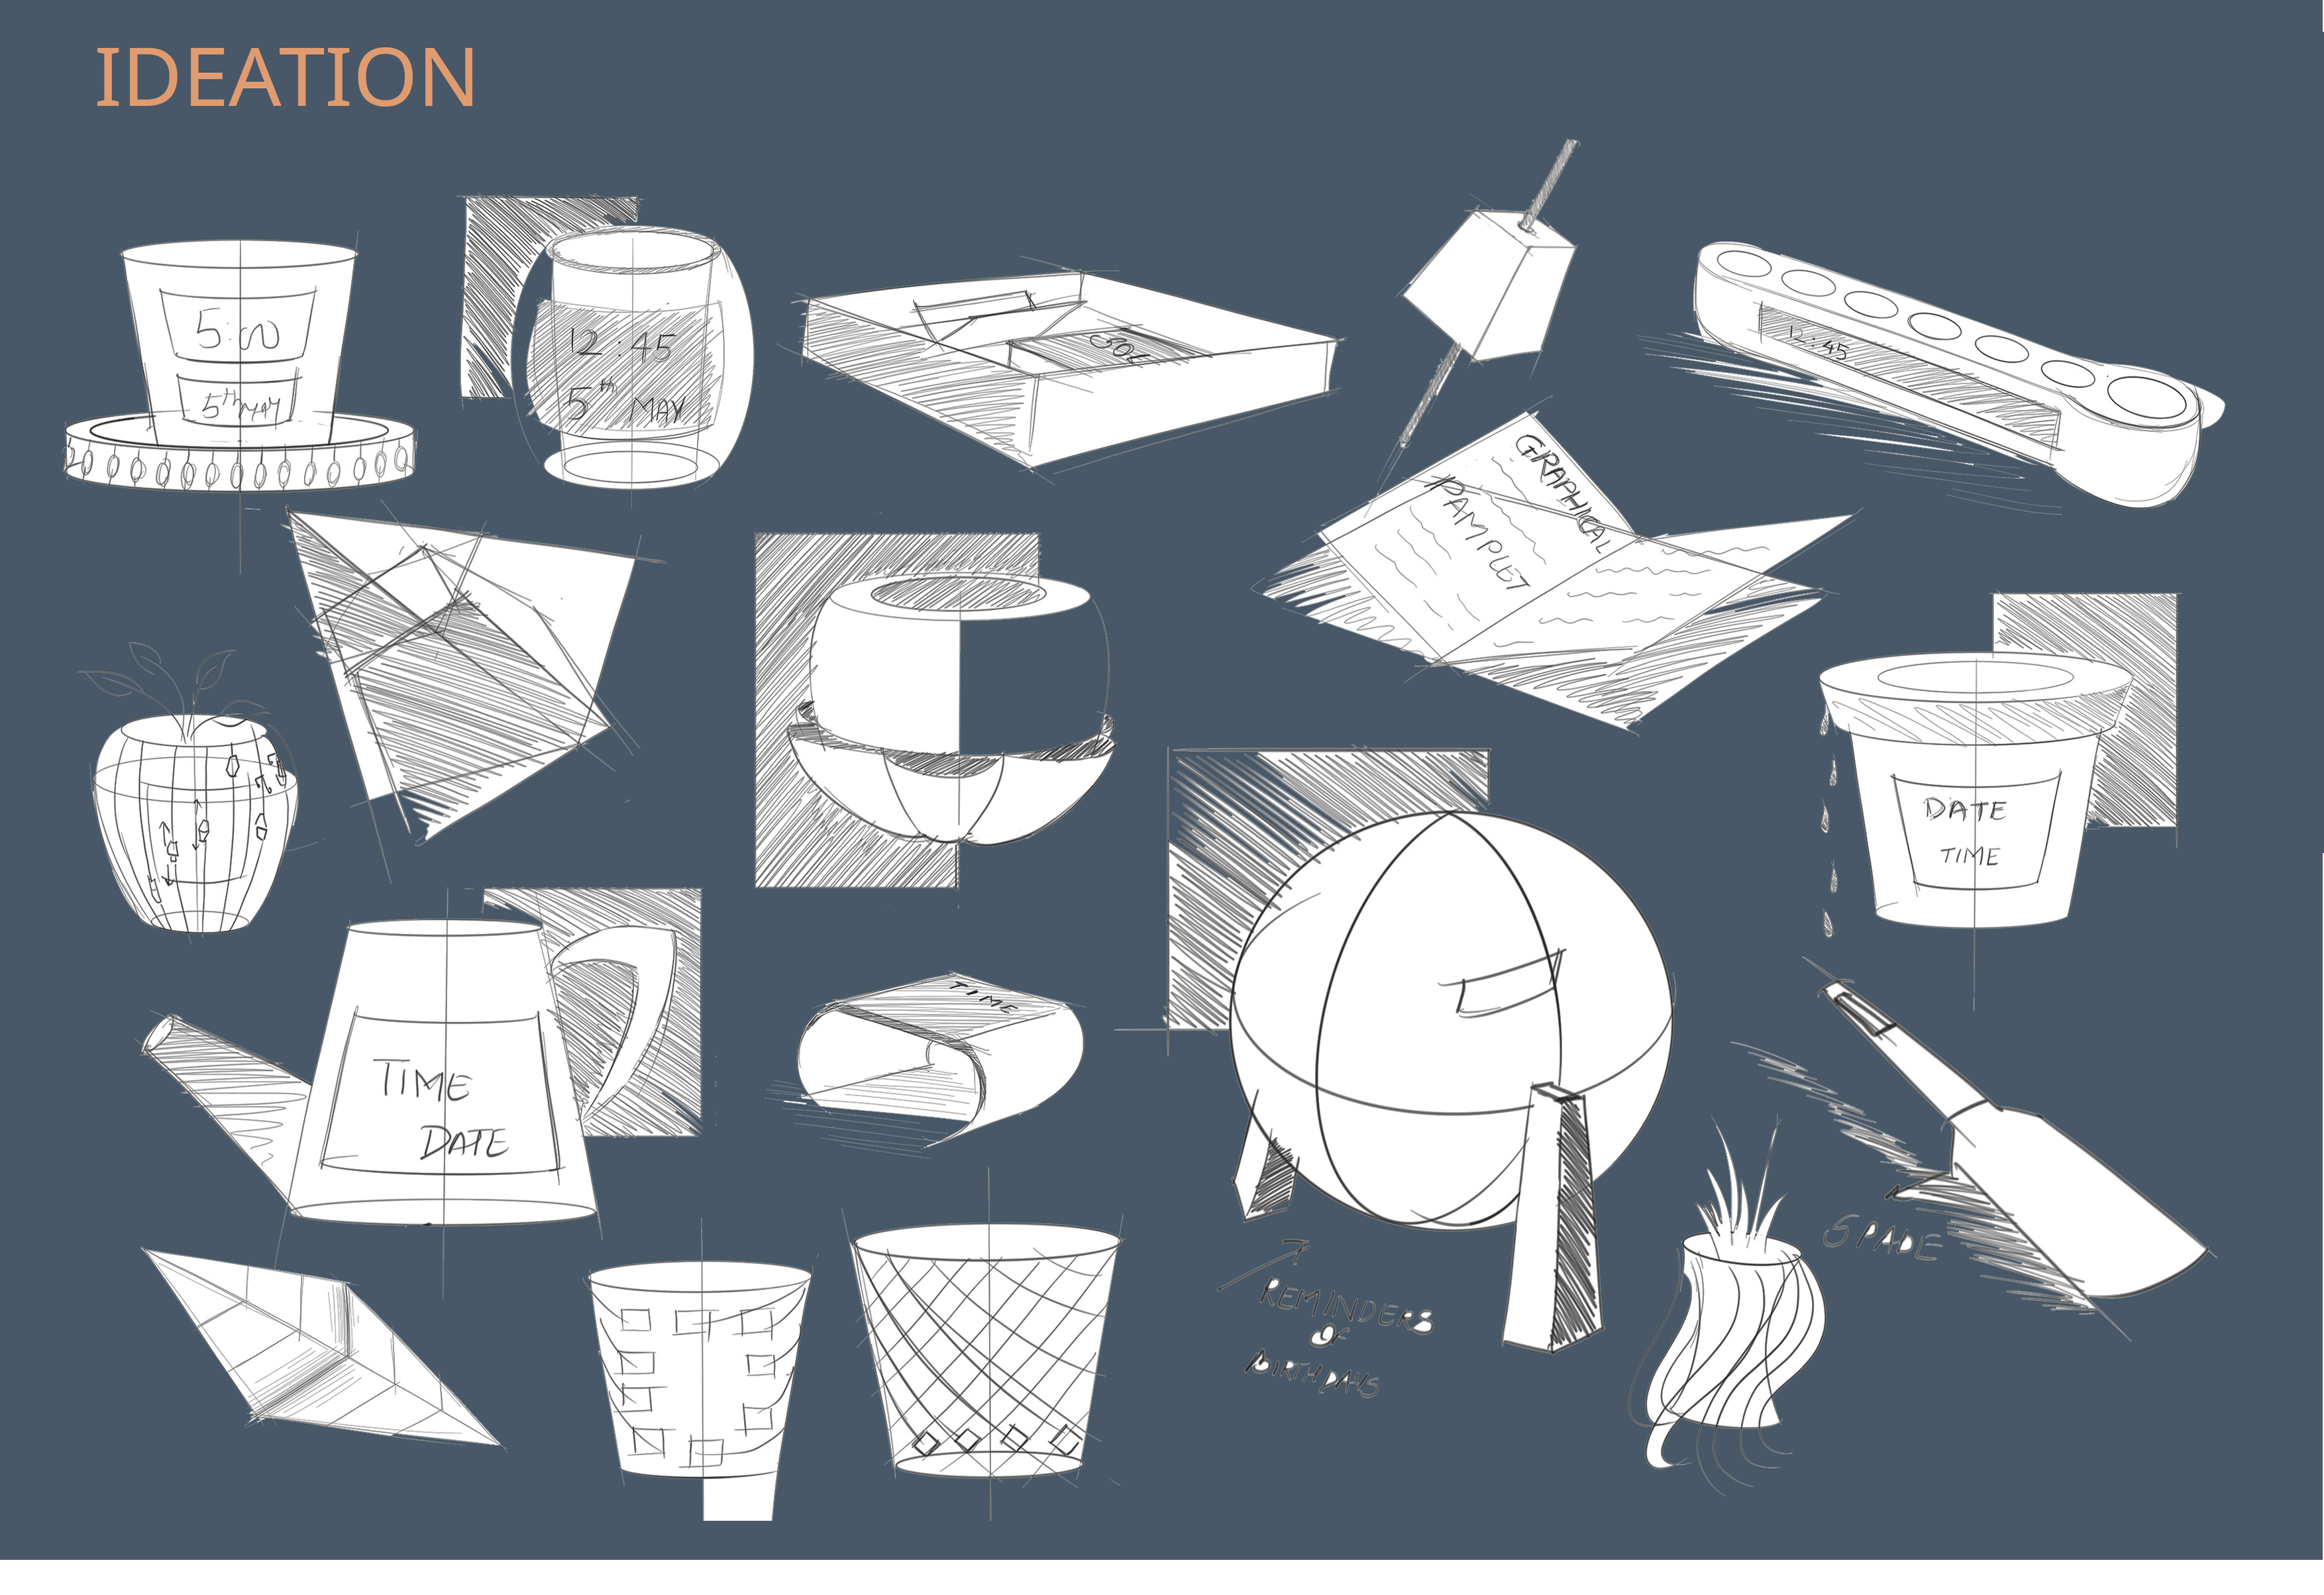 IDEATION
5:00
5th MAY
12:45
5th MAY
12:45
GRAPHICAL
PAMPLET
DATE
TIME
TIME
DATE
TIME
7
REMINDERS
OF
BIRTHDAYS
SPADE